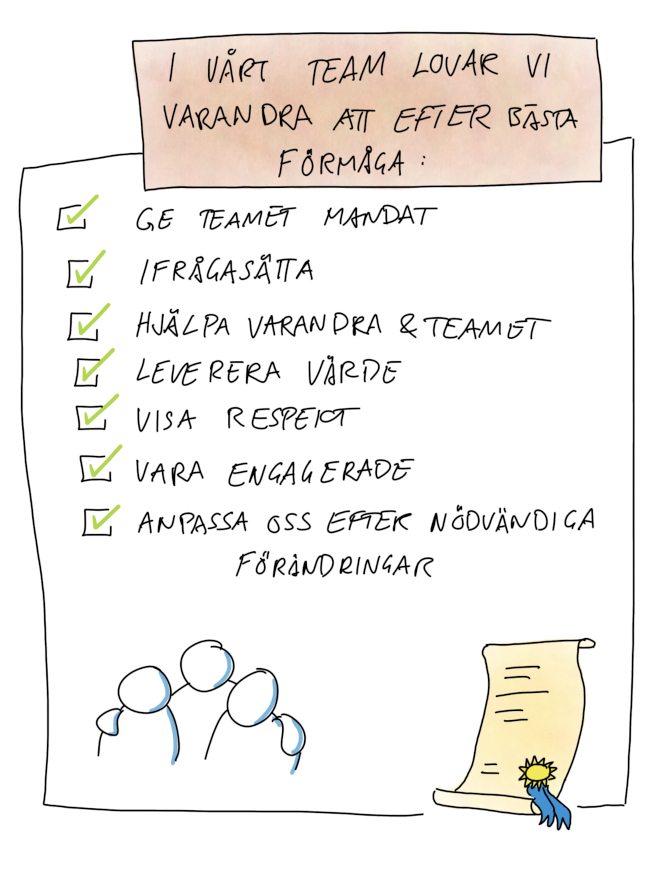 I VÅRT TEAM LOVAR VI
VARANDRA ATT EFTER BÄSTA
FÖRMÅGA:
GE TEAMET MANDAT
IFRÅGASÄTTA
HJÄLPA VARANDRA & TEAMET
LEVERERA VÄRDE
VISA RESPEKT
VARA ENGAGERADE
ANPASSA OSS EFTER NÖDVÄNDIGA
FÖRÄNDRINGAR